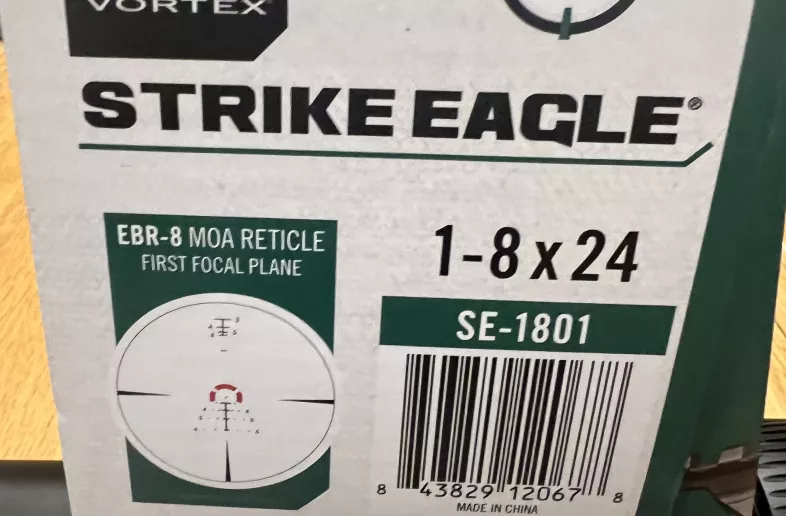 VORTEX®
STRIKE EAGLE®
EBR-8 MOA RETICLE
FIRST FOCAL PLANE
1-8 x 24
SE-1801
8 43829 12067 8
MADE IN CHINA